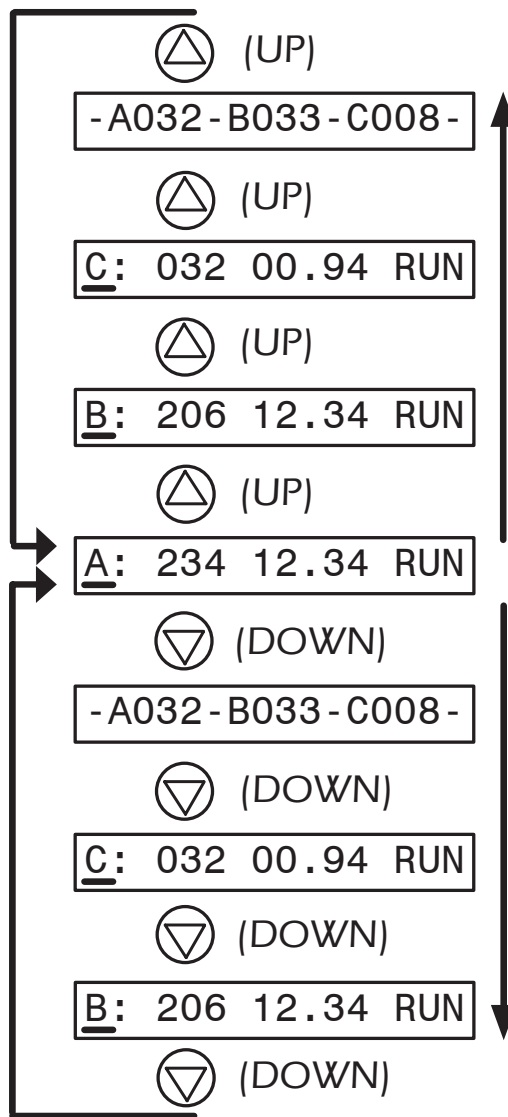 (UP)
-A032-B033-C008-
(UP)
C: 032 00.94 RUN
(UP)
B: 206 12.34 RUN
(UP)
A: 234 12.34 RUN
(DOWN)
-A032-B033-C008-
(DOWN)
C: 032 00.94 RUN
(DOWN)
B: 206 12.34 RUN
(DOWN)